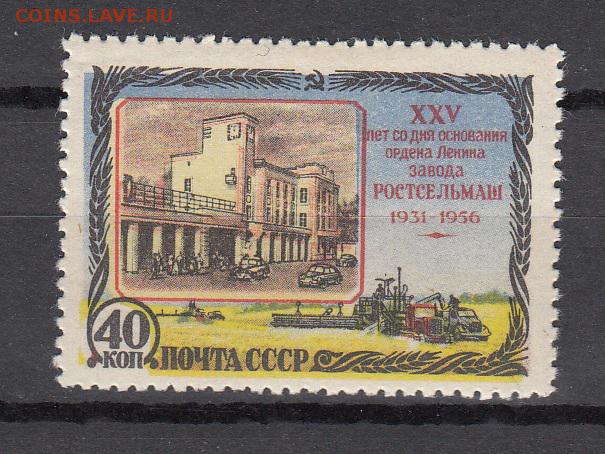 COINS.LAVE.RU
XXV
лет со дня основания
ордена Ленина
завода
РОСТСЕЛЬМАШ
1931-1956
40
КОП
ПОЧТА СССР